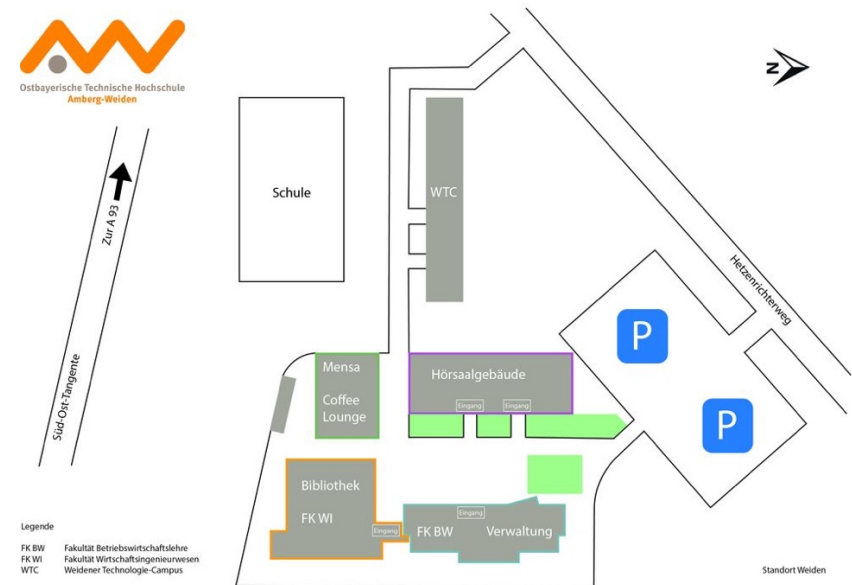 Ostbayerische Technische Hochschule
Amberg-Weiden
N
Zur A 93
Süd-Ost-Tangente
Schule
WTC
Hetzenrichterweg
P
P
Mensa
Coffee
Lounge
Hörsaalgebäude
Eingang
Eingang
Bibliothek
FK WI
Eingang
Eingang
FK BW
Verwaltung
Legende
FK BW Fakultät Betriebswirtschaftslehre
FK WI Fakultät Wirtschaftsingenieurwesen
WTC Weidener Technologie-Campus
Standort Weiden